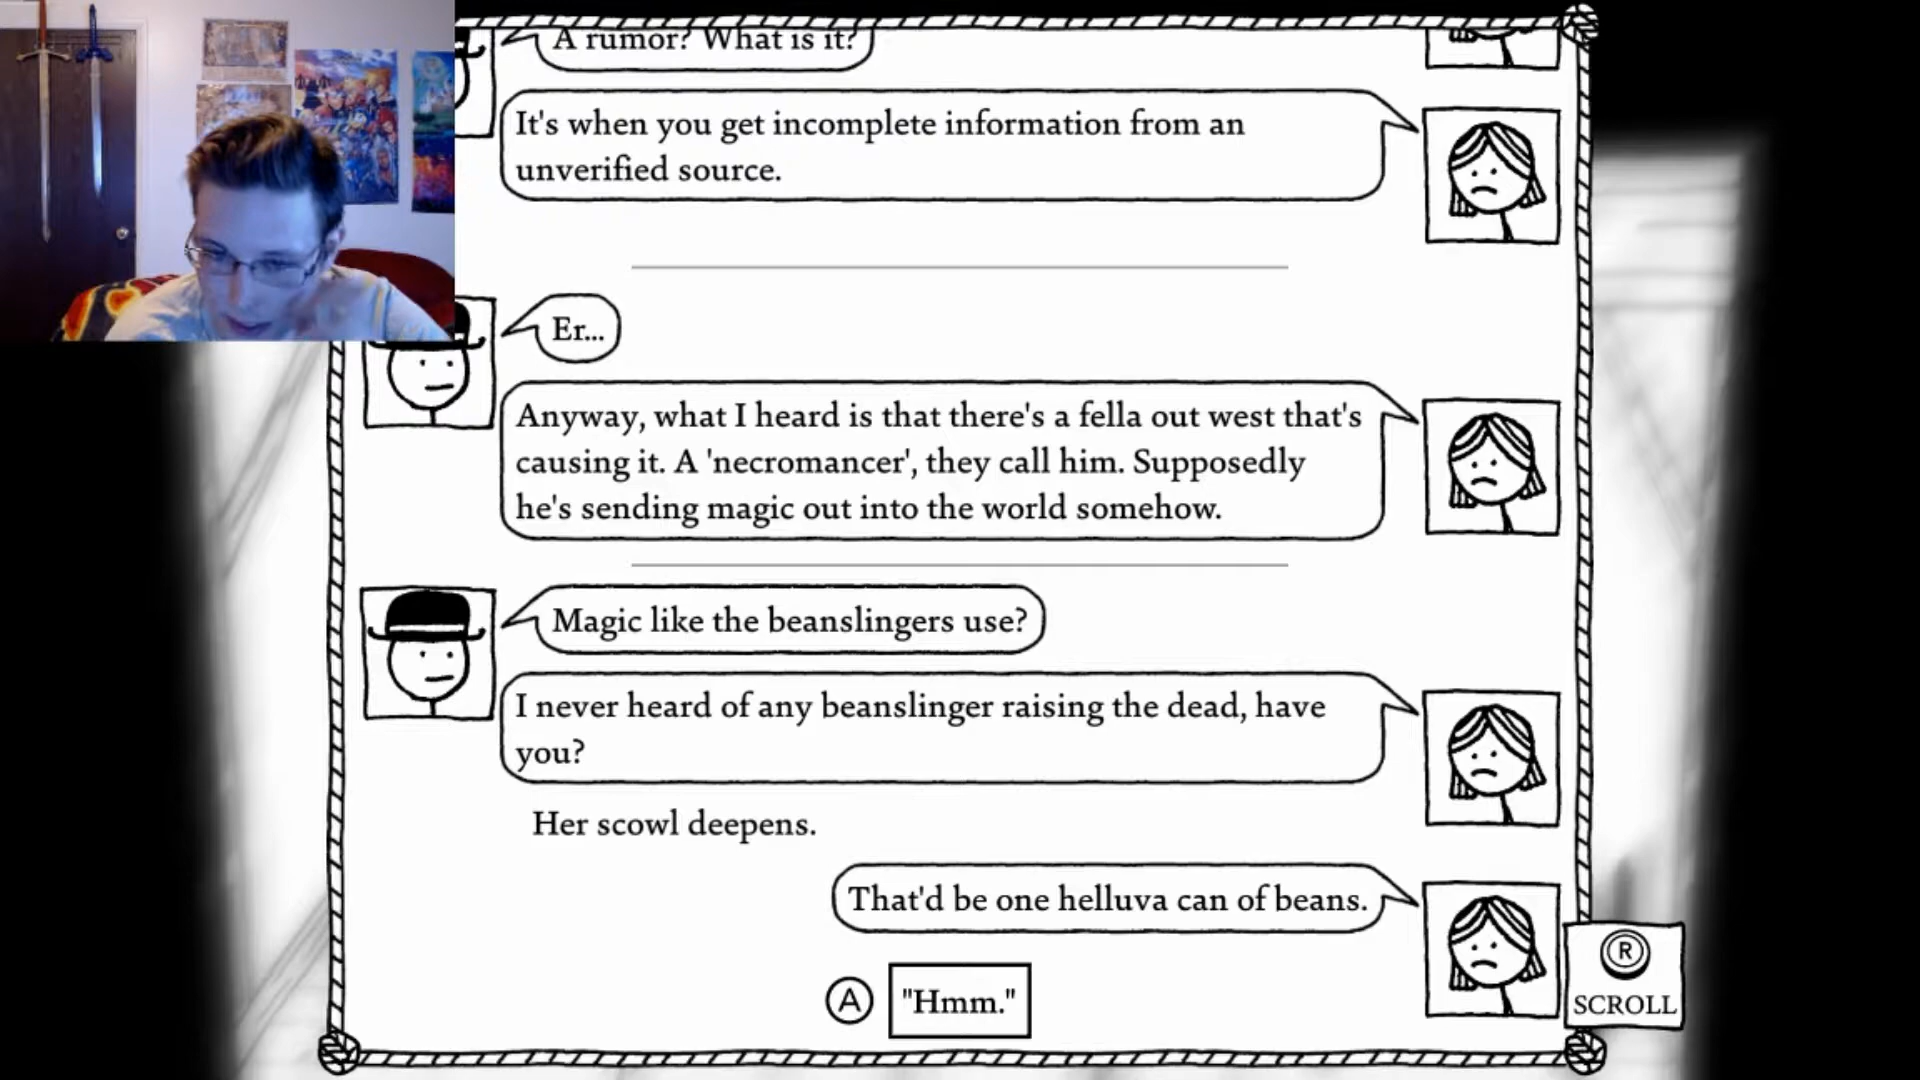 A rumor? What is it?
It's when you get incomplete information from an
unverified source.
Er...
Anyway, what I heard is that there's a fella out west that's
causing it. A 'necromancer', they call him. Supposedly
he's sending magic out into the world somehow.
Magic like the beanslingers use?
I never heard of any beanslinger raising the dead, have
you?
Her scowl deepens.
That'd be one helluva can of beans.
A "Hmm."
R
SCROLL